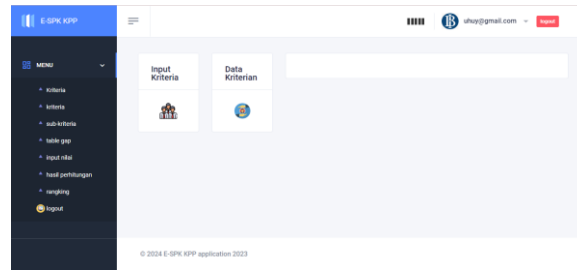 E-SPK KPP
uhuy@gmail.com
logout
MENU
Kriteria
kriteria
sub-kriteria
table gap
input nilai
hasil perhitungan
rangking
logout
Input
Kriteria
Data
Kriterian
© 2024 E-SPK KPP application 2023